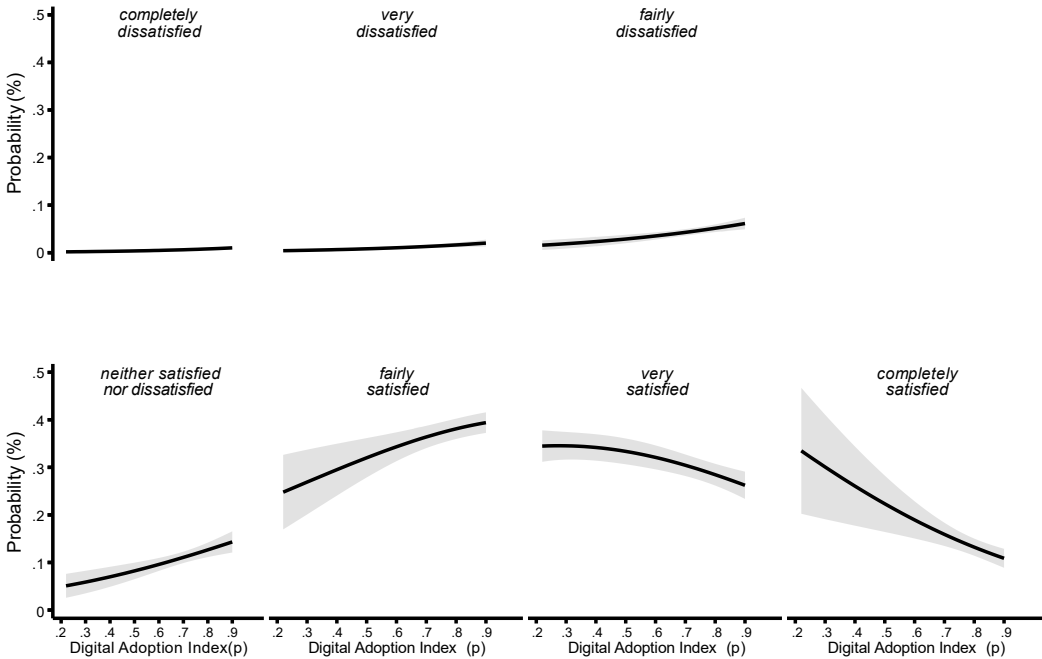 completely
dissatisfied
very
dissatisfied
fairly
dissatisfied
Probability (%)
.5
.4
.3
.2
.1
0
neither satisfied
nor dissatisfied
fairly
satisfied
very
satisfied
completely
satisfied
Probability (%)
.5
.4
.3
.2
.1
0
.2 .3 .4 .5 .6 .7 .8 .9
.2 .3 .4 .5 .6 .7 .8 .9
.2 .3 .4 .5 .6 .7 .8 .9
.2 .3 .4 .5 .6 .7 .8 .9
Digital Adoption Index(p)
Digital Adoption Index (p)
Digital Adoption Index (p)
Digital Adoption Index (p)